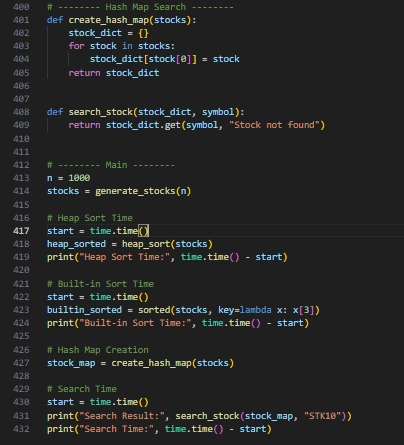 400 # -------- Hash Map Search --------
401 def create_hash_map(stocks):
402     stock_dict = {}
403     for stock in stocks:
404         stock_dict[stock[0]] = stock
405     return stock_dict
406
407
408 def search_stock(stock_dict, symbol):
409     return stock_dict.get(symbol, "Stock not found")
410
411
412 # -------- Main --------
413 n = 1000
414 stocks = generate_stocks(n)
415
416 # Heap Sort Time
417 start = time.time()
418 heap_sorted = heap_sort(stocks)
419 print("Heap Sort Time:", time.time() - start)
420
421 # Built-in Sort Time
422 start = time.time()
423 builtin_sorted = sorted(stocks, key=lambda x: x[3])
424 print("Built-in Sort Time:", time.time() - start)
425
426 # Hash Map Creation
427 stock_map = create_hash_map(stocks)
428
429 # Search Time
430 start = time.time()
431 print("Search Result:", search_stock(stock_map, "STK10"))
432 print("Search Time:", time.time() - start)